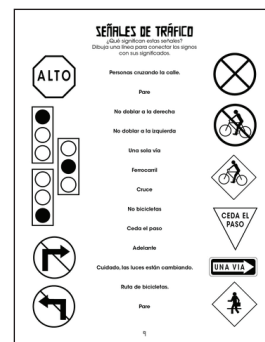 SEÑALES DE TRÁFICO
¿Qué significan estas señales?
Dibuja una línea para conectar los signos
con sus significados.
ALTO
Personas cruzando la calle.
Pare
No doblar a la derecha
No doblar a la izquierda
Una sola vía
Ferrocarril
Cruce
No bicicletas
CEDA EL
PASO
Ceda el paso
Adelante
UNA VÍA
Cuidado, las luces están cambiando.
Ruta de bicicletas.
Pare